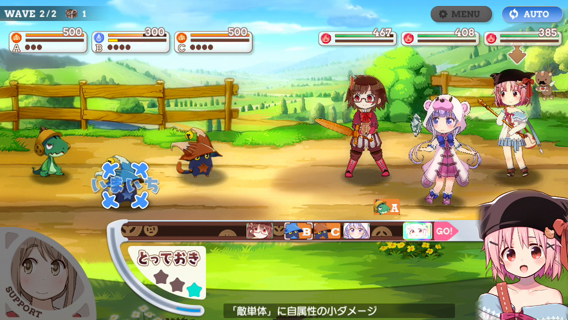 WAVE 2/2 1
MENU
AUTO
500
A
300
B
500
C
467
408
385
いまいち
A
B
C
GO!
とっておき
SUPPORT
「敵単体」に自属性の小ダメージ